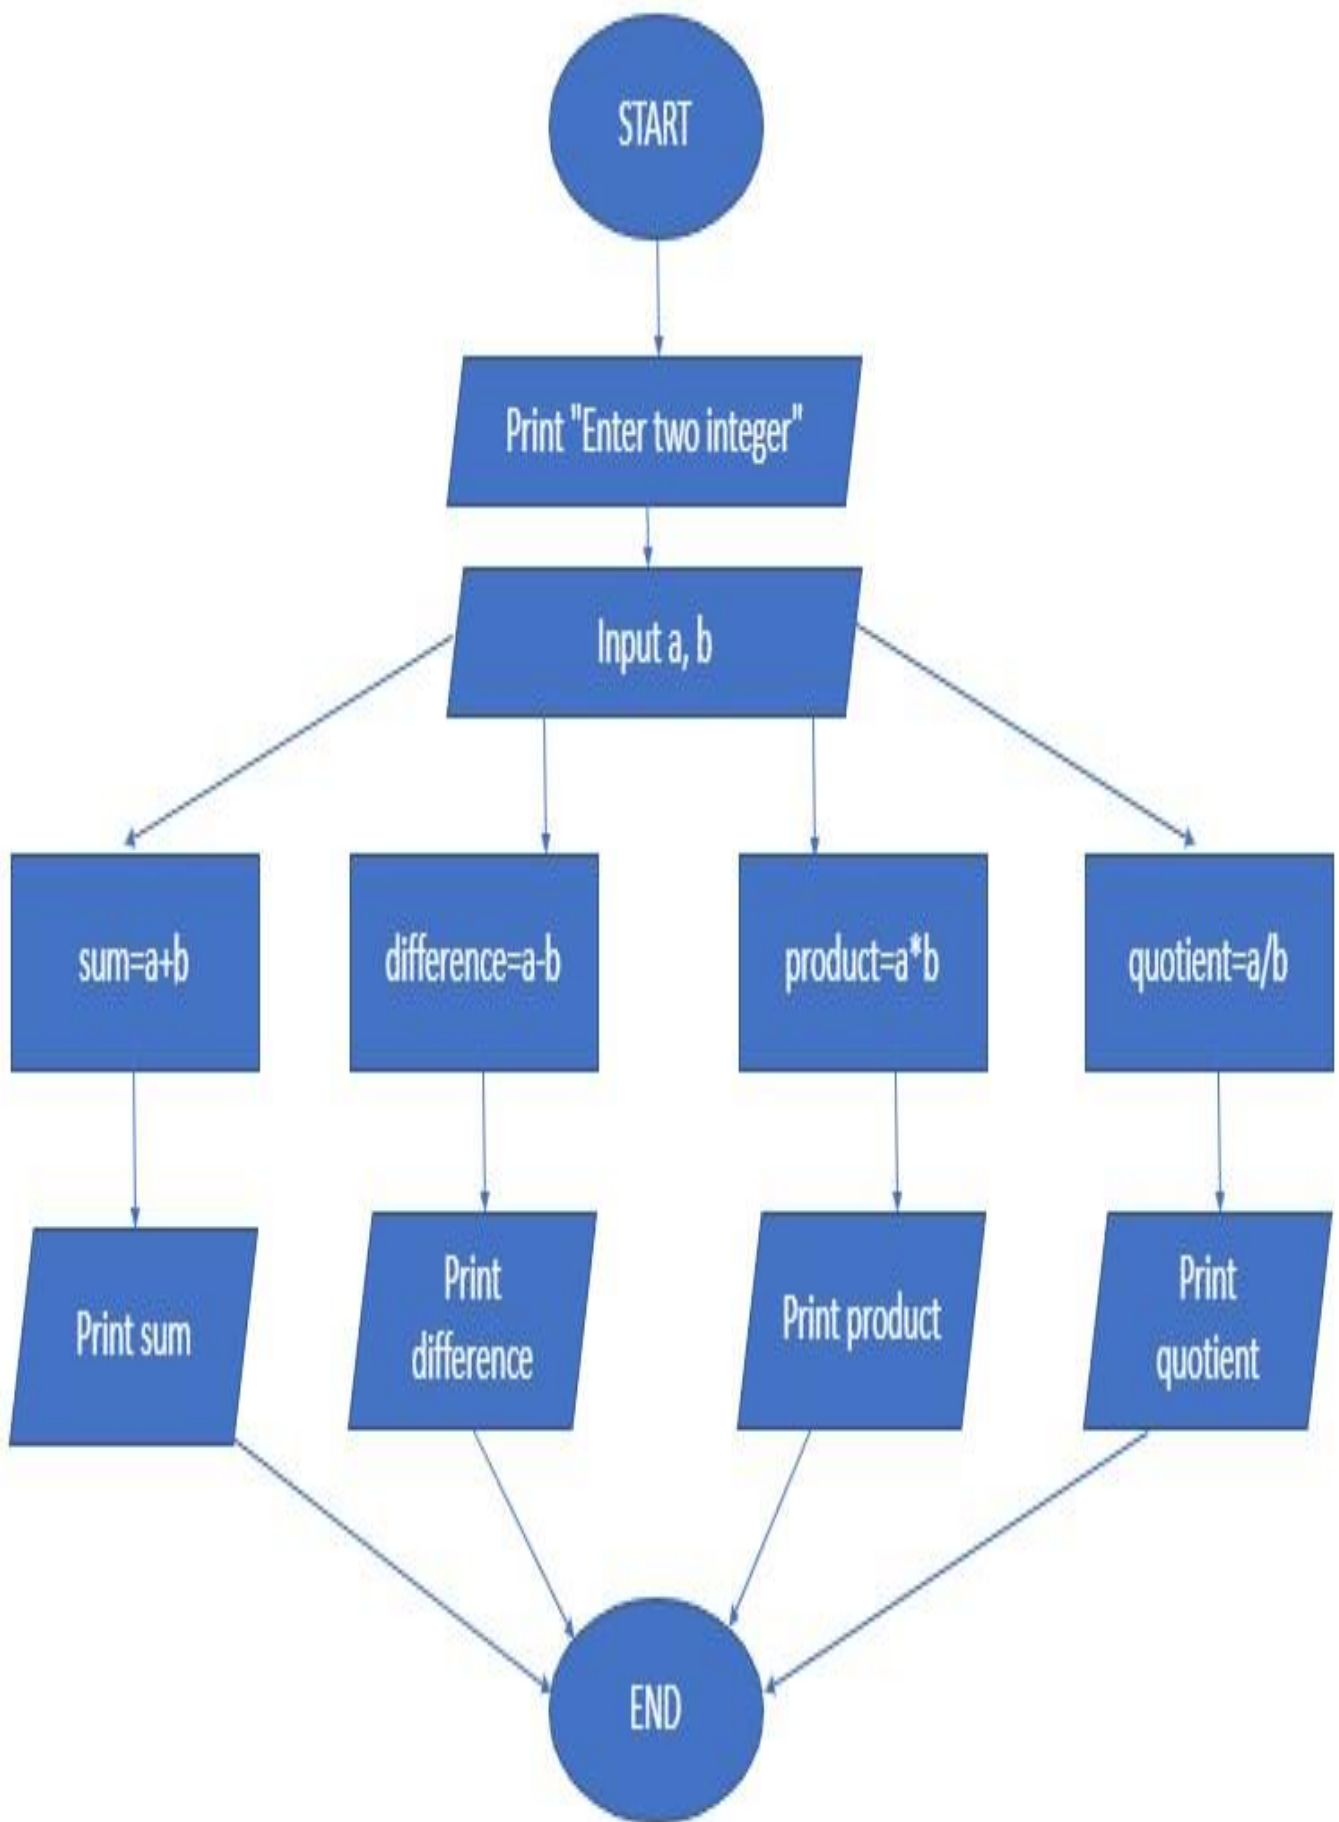 START
Print "Enter two integer"
Input a, b
sum=a+b
difference=a-b
product=a*b
quotient=a/b
Print sum
Print
difference
Print product
Print
quotient
END